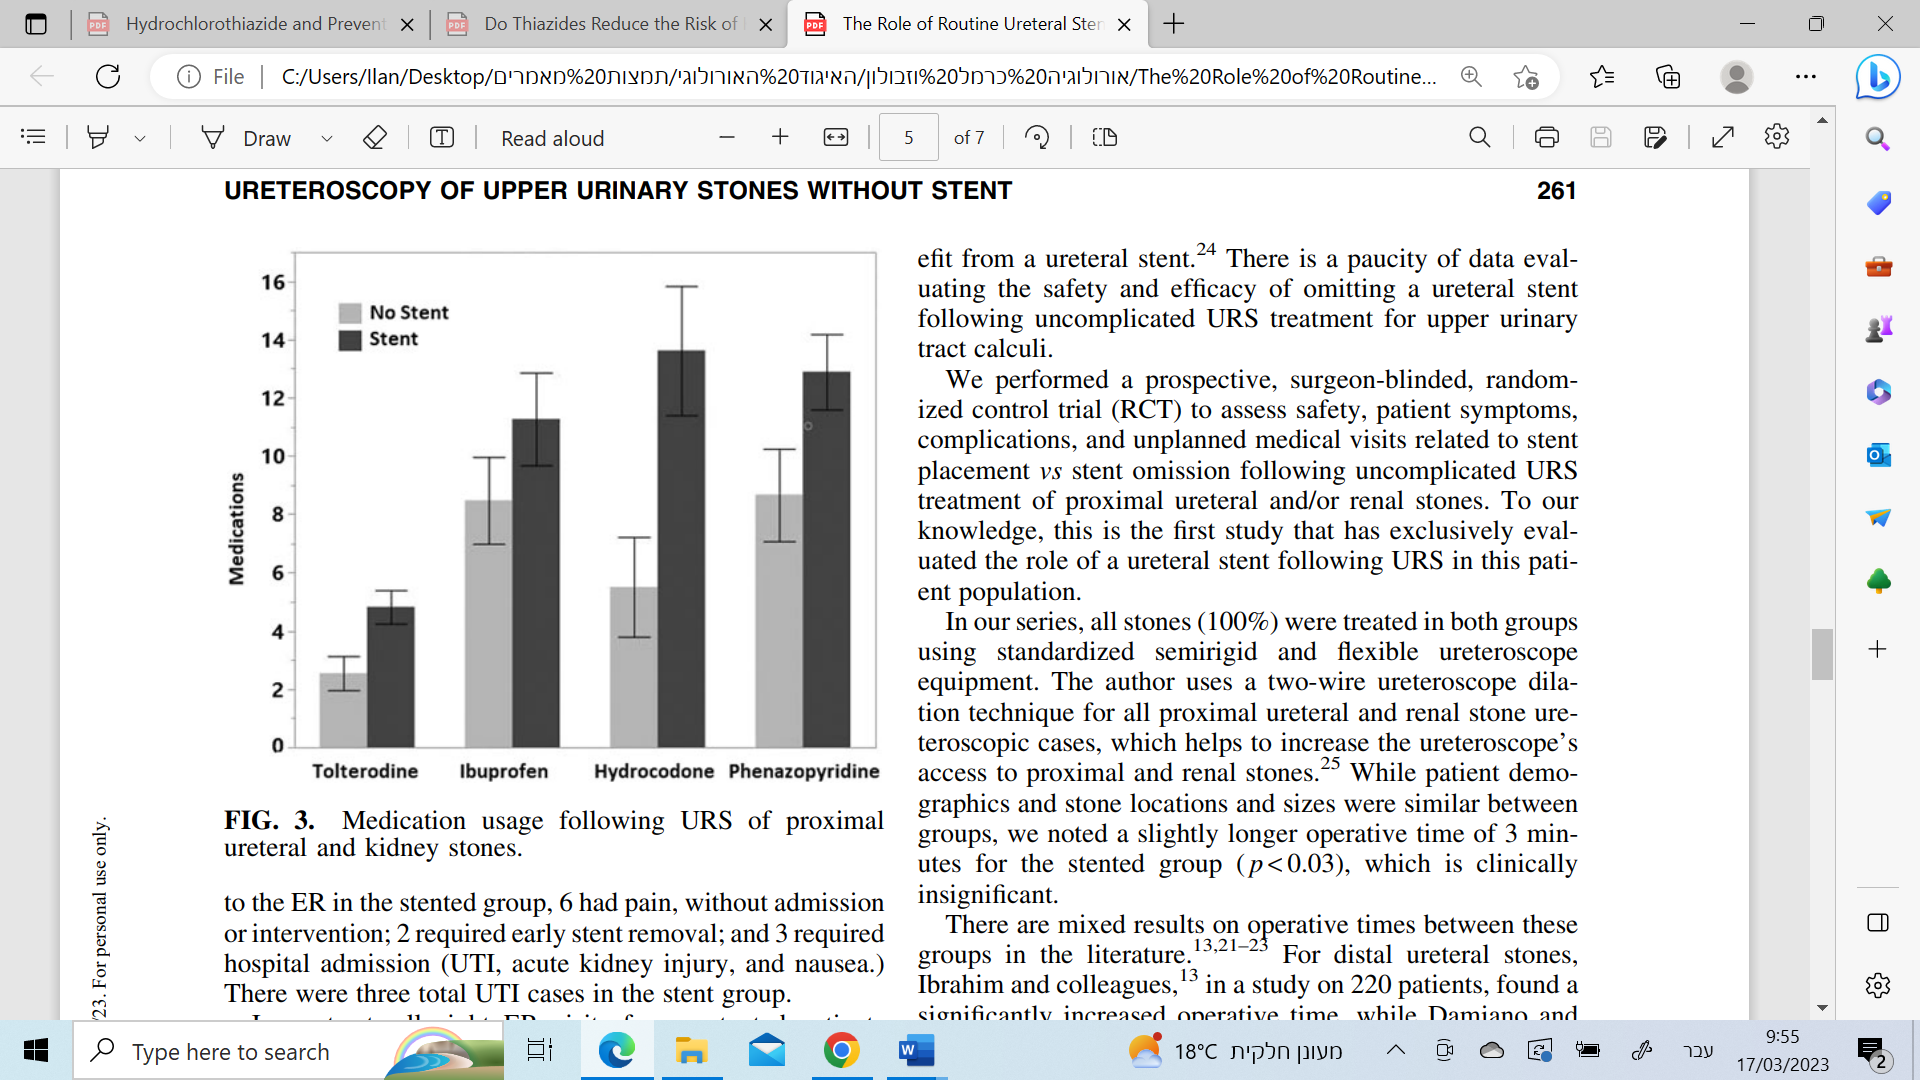 Hydrochlorothiazide and Prevent
Do Thiazides Reduce the Risk of
The Role of Routine Ureteral Sten
File
C:/Users/Ilan/Desktop/אורולוגיה%20כרמל%20וזבולון/האיגוד%20האורולוגי/תמצות%20מאמרים/The%20Role%20of%20Routine...
Draw
Read aloud
5 of 7
URETEROSCOPY OF UPPER URINARY STONES WITHOUT STENT 261
16
14
12
10
8
6
4
2
0
Medications
No Stent
Stent
Tolterodine Ibuprofen Hydrocodone Phenazopyridine
FIG. 3. Medication usage following URS of proximal
ureteral and kidney stones.
to the ER in the stented group, 6 had pain, without admission
or intervention; 2 required early stent removal; and 3 required
hospital admission (UTI, acute kidney injury, and nausea.)
There were three total UTI cases in the stent group.
efit from a ureteral stent.24 There is a paucity of data eval-
uating the safety and efficacy of omitting a ureteral stent
following uncomplicated URS treatment for upper urinary
tract calculi.
We performed a prospective, surgeon-blinded, random-
ized control trial (RCT) to assess safety, patient symptoms,
complications, and unplanned medical visits related to stent
placement vs stent omission following uncomplicated URS
treatment of proximal ureteral and/or renal stones. To our
knowledge, this is the first study that has exclusively eval-
uated the role of a ureteral stent following URS in this pati-
ent population.
In our series, all stones (100%) were treated in both groups
using standardized semirigid and flexible ureteroscope
equipment. The author uses a two-wire ureteroscope dila-
tion technique for all proximal ureteral and renal stone ure-
teroscopic cases, which helps to increase the ureteroscope's
access to proximal and renal stones.25 While patient demo-
graphics and stone locations and sizes were similar between
groups, we noted a slightly longer operative time of 3 min-
utes for the stented group (p<0.03), which is clinically
insignificant.
There are mixed results on operative times between these
groups in the literature.13,21–23 For distal ureteral stones,
Ibrahim and colleagues,13 in a study on 220 patients, found a
significantly increased operative time, while Damiano and
/23. For personal use only.
Type here to search
18°C מעונן חלקית
עבר
9:55
17/03/2023
2